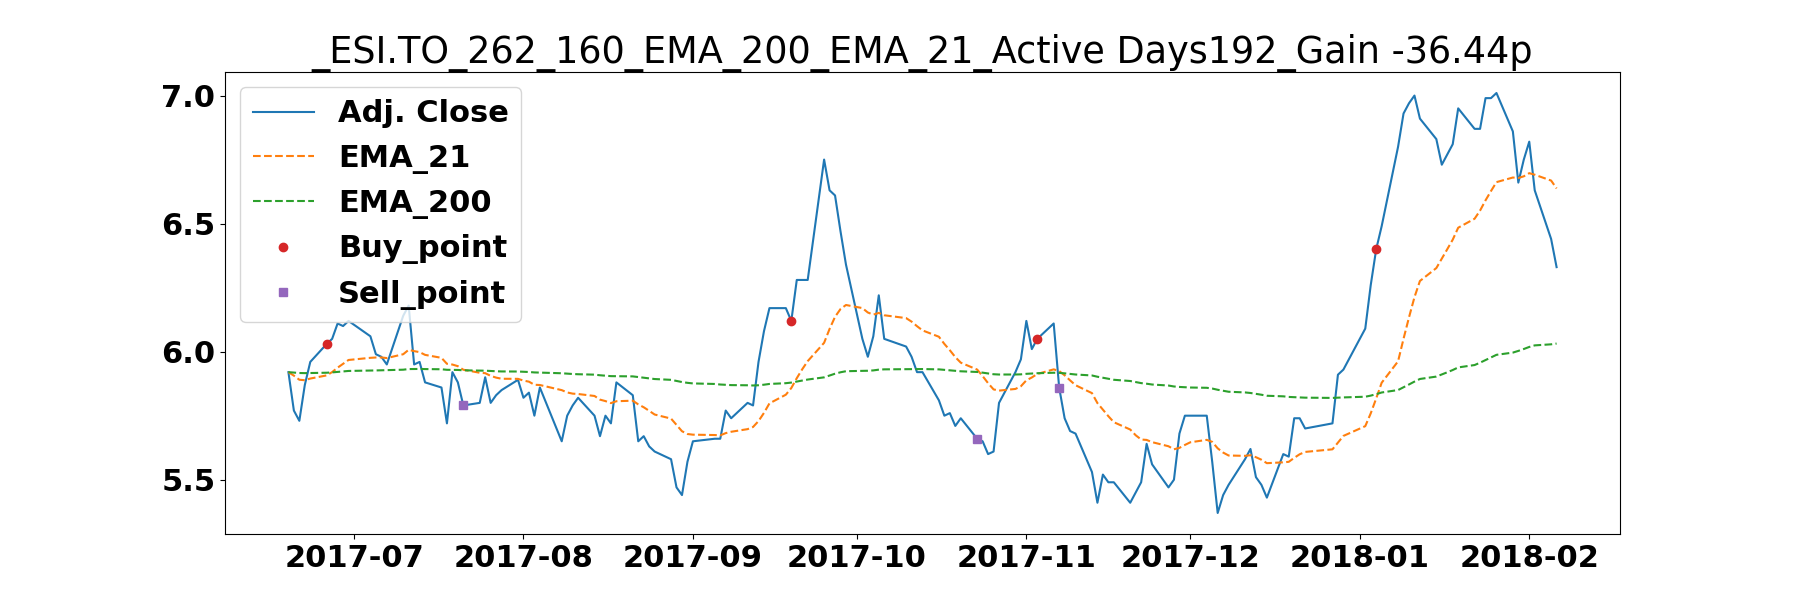 _ESI.TO_262_160_EMA_200_EMA_21_Active Days192_Gain -36.44p
7.0
6.5
6.0
5.5
Adj. Close
EMA_21
EMA_200
Buy_point
Sell_point
2017-07 2017-08 2017-09 2017-10 2017-11 2017-12 2018-01 2018-02